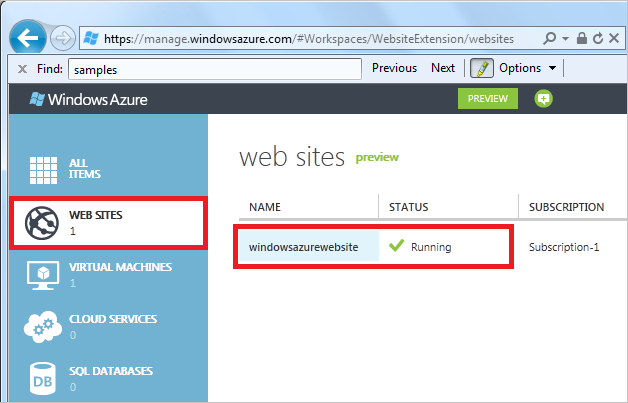 https://manage.windowsazure.com/#Workspaces/WebsiteExtension/websites
x Find: samples Previous Next Options
Windows Azure PREVIEW
ALL
ITEMS
WEB SITES
1
VIRTUAL MACHINES
1
CLOUD SERVICES
0
DB
SQL DATABASES
0
web sites preview
NAME STATUS SUBSCRIPTION
windowsazurewebsite Running Subscription-1